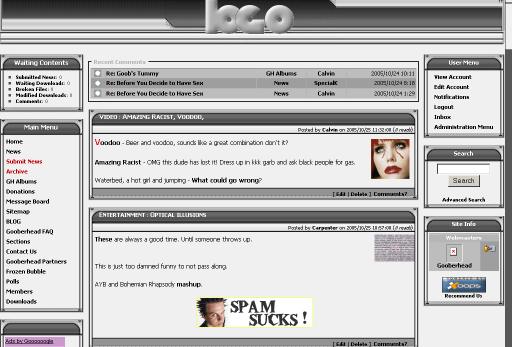 LOGO
Waiting Contents
Submitted News: 0
Waiting Downloads: 0
Broken Files: 0
Modified Downloads: 0
Comments: 0
Main Menu
Home
News
Submit News
Archive
GH Albums
Donations
Message Board
Sitemap
BLOG
Gooberhead FAQ
Sections
Contact Us
Gooberhead Partners
Frozen Bubble
Polls
Members
Downloads
Ads by Goooooogle
Recent Comments
Re: Goob's Tummy GH Albums Calvin 2005/10/24 10:11
Re: Before You Decide to Have Sex News SpecialK 2005/10/24 8:18
Re: Before You Decide to Have Sex News Calvin 2005/10/24 1:29
Video : Amazing Racist, Voodoo,
Posted by Calvin on 2005/10/25 11:32:00 (8 reads)
Voodoo - Beer and voodoo, sounds like a great combination don't it?
Amazing Racist - OMG this dude has lost it! Dress up in kkk garb and ask black people for gas.
Waterbed, a hot girl and jumping - What could go wrong?
[ Edit | Delete ] Comments?
Entertainment : Optical Illusions
Posted by Carpenter on 2005/10/25 10:57:00 (8 reads)
These are always a good time. Until someone throws up.
This is just too damned funny to not pass along.
AYB and Bohemian Rhapsody mashup.
SPAM
SUCKS!
[ Edit | Delete ] Comments?
User Menu
View Account
Edit Account
Notifications
Logout
Inbox
Administration Menu
Search
Search
Advanced Search
Site Info
Webmasters
Gooberhead
Xoops
Recommend Us